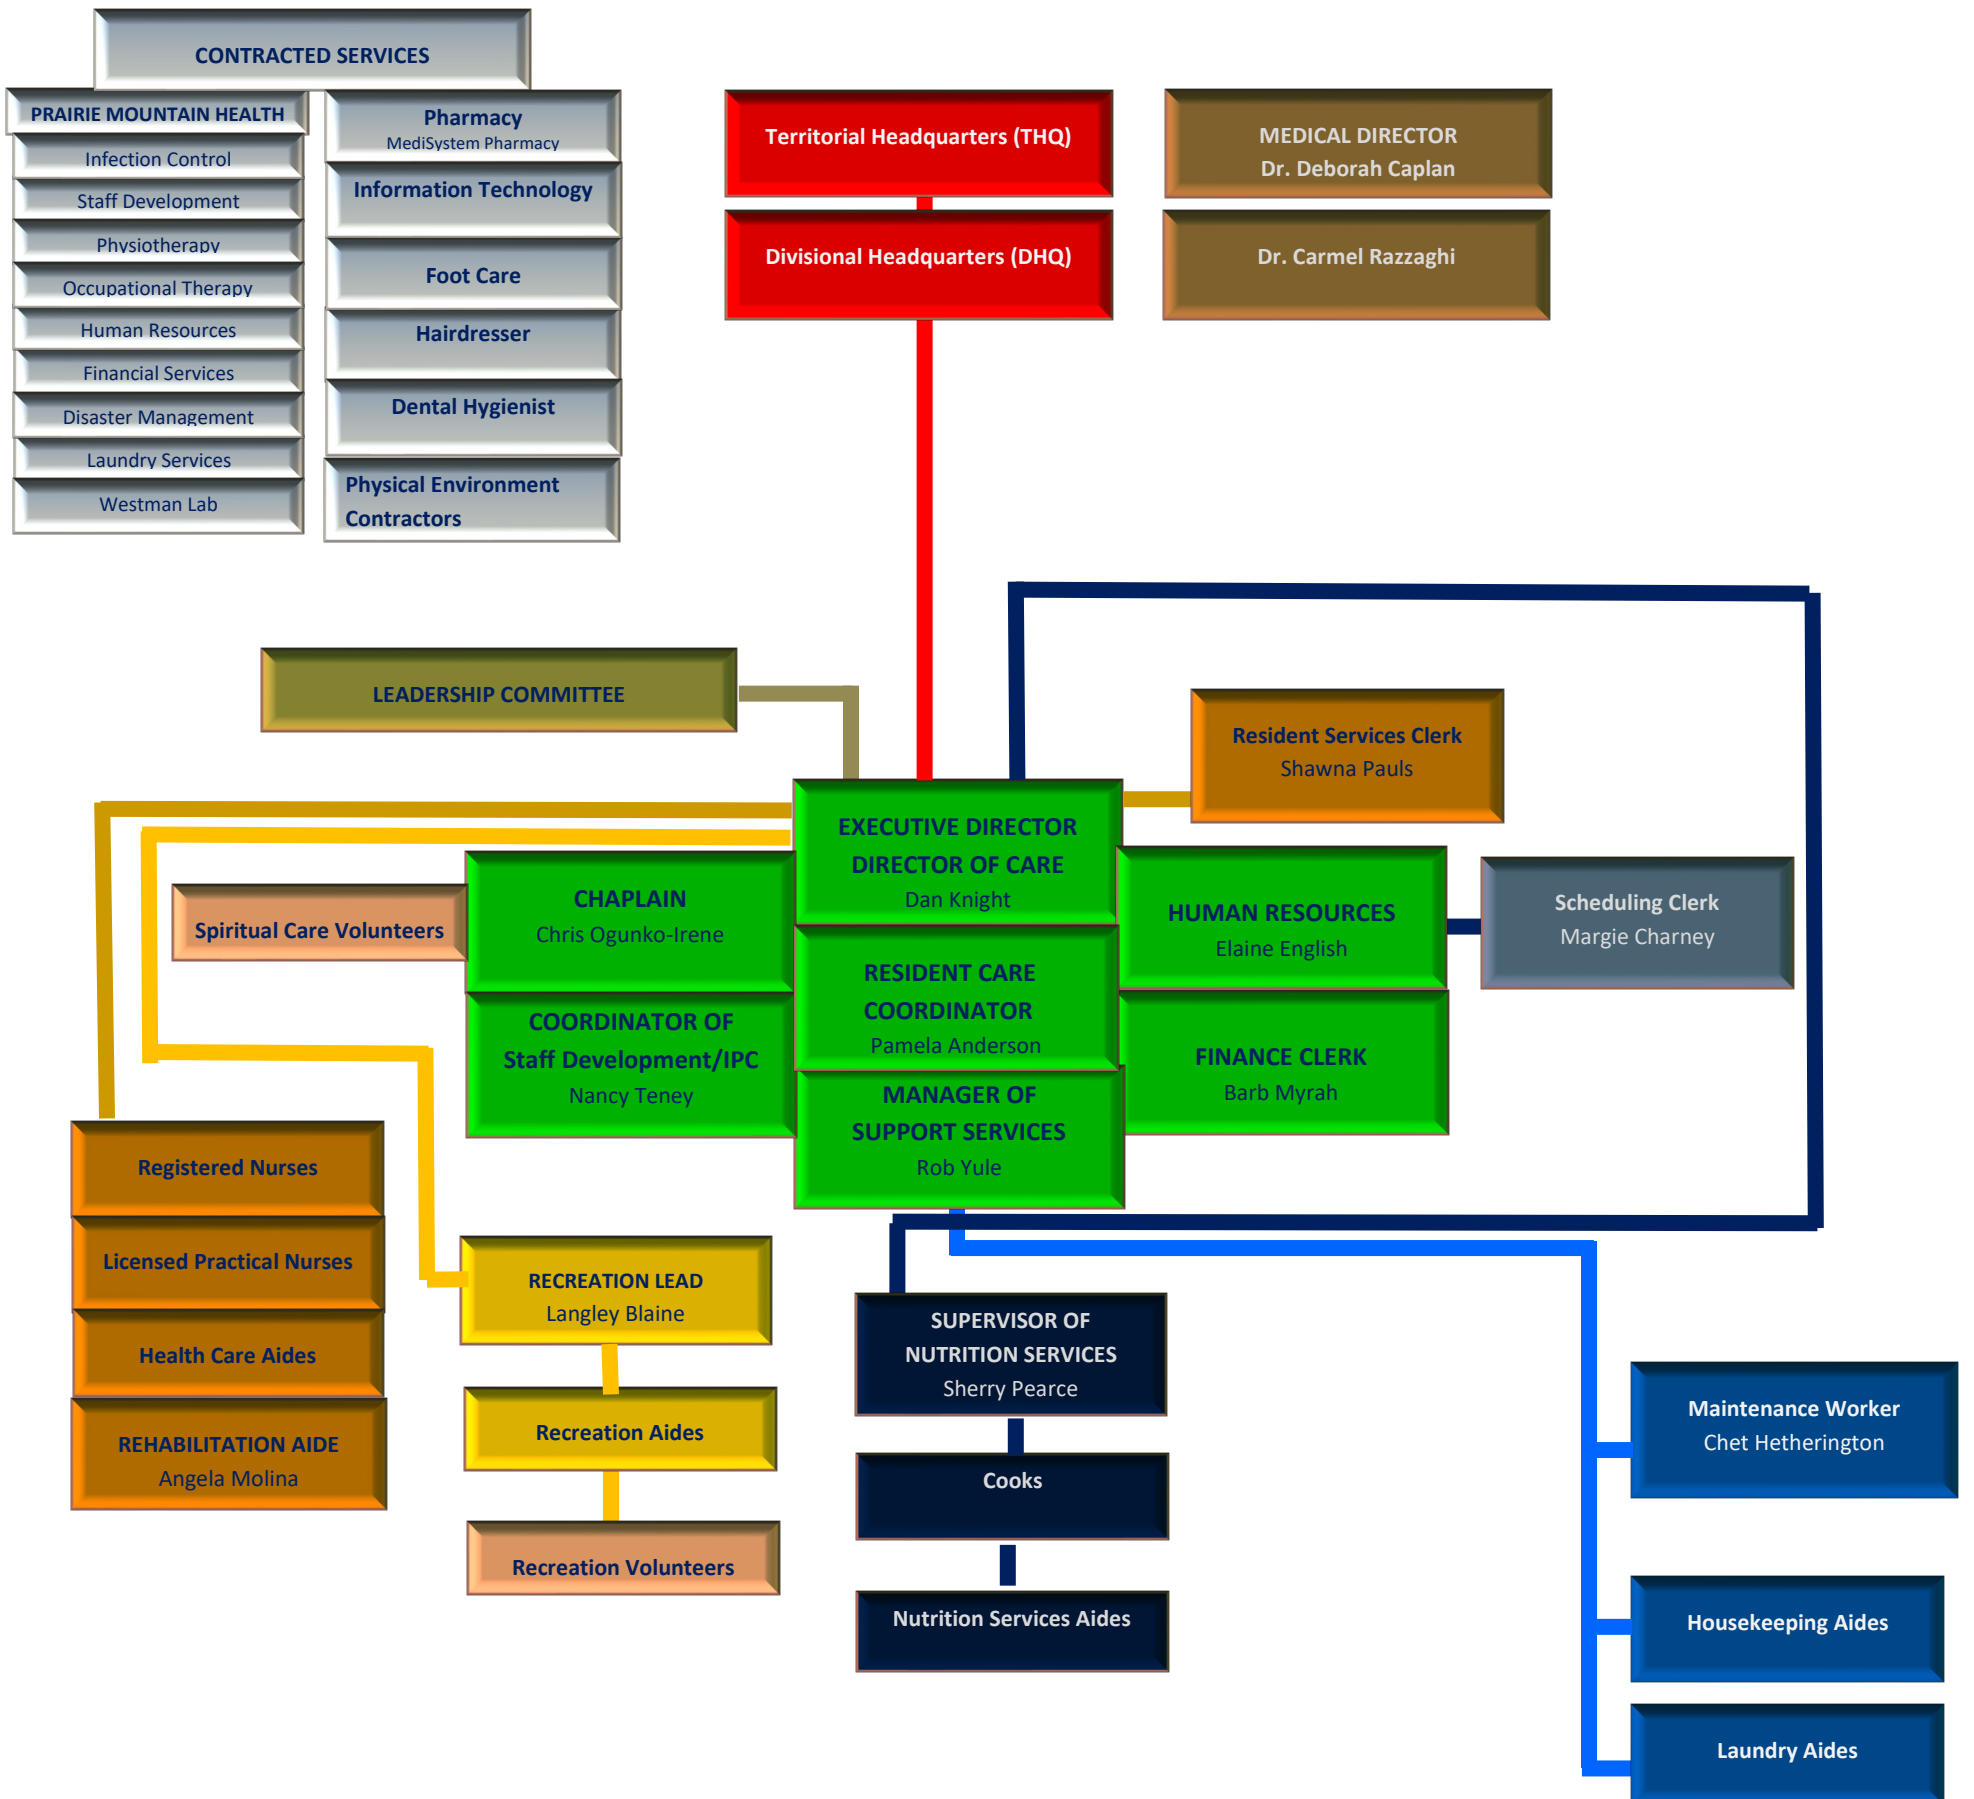 CONTRACTED SERVICES
PRAIRIE MOUNTAIN HEALTH
Infection Control
Staff Development
Physiotherapy
Occupational Therapy
Human Resources
Financial Services
Disaster Management
Laundry Services
Westman Lab
Pharmacy
MediSystem Pharmacy
Information Technology
Foot Care
Hairdresser
Dental Hygienist
Physical Environment
Contractors
Territorial Headquarters (THQ)
Divisional Headquarters (DHQ)
MEDICAL DIRECTOR
Dr. Deborah Caplan
Dr. Carmel Razzaghi
LEADERSHIP COMMITTEE
Resident Services Clerk
Shawna Pauls
EXECUTIVE DIRECTOR
DIRECTOR OF CARE
Dan Knight
Spiritual Care Volunteers
CHAPLAIN
Chris Ogunko-Irene
HUMAN RESOURCES
Elaine English
Scheduling Clerk
Margie Charney
RESIDENT CARE
COORDINATOR
Pamela Anderson
COORDINATOR OF
Staff Development/IPC
Nancy Teney
FINANCE CLERK
Barb Myrah
MANAGER OF
SUPPORT SERVICES
Rob Yule
Registered Nurses
Licensed Practical Nurses
Health Care Aides
REHABILITATION AIDE
Angela Molina
RECREATION LEAD
Langley Blaine
Recreation Aides
Recreation Volunteers
SUPERVISOR OF
NUTRITION SERVICES
Sherry Pearce
Cooks
Nutrition Services Aides
Maintenance Worker
Chet Hetherington
Housekeeping Aides
Laundry Aides